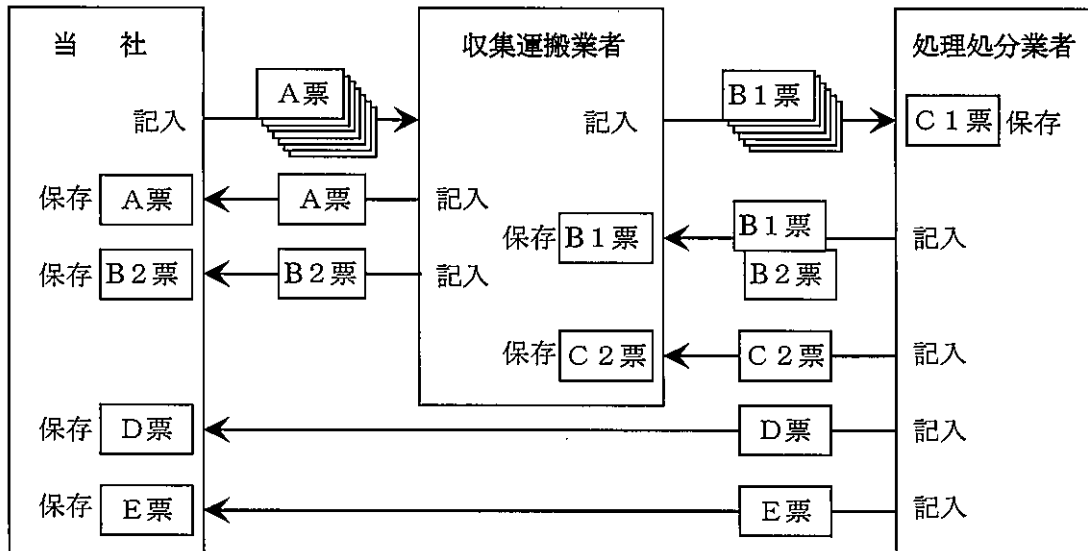 当　社
収集運搬業者
処理処分業者
記入
A票
記入
B1票
C1票
保存
保存
A票
A票
記入
保存
B1票
B1票
記入
保存
B2票
B2票
記入
B2票
保存
C2票
C2票
記入
保存
D票
D票
記入
保存
E票
E票
記入